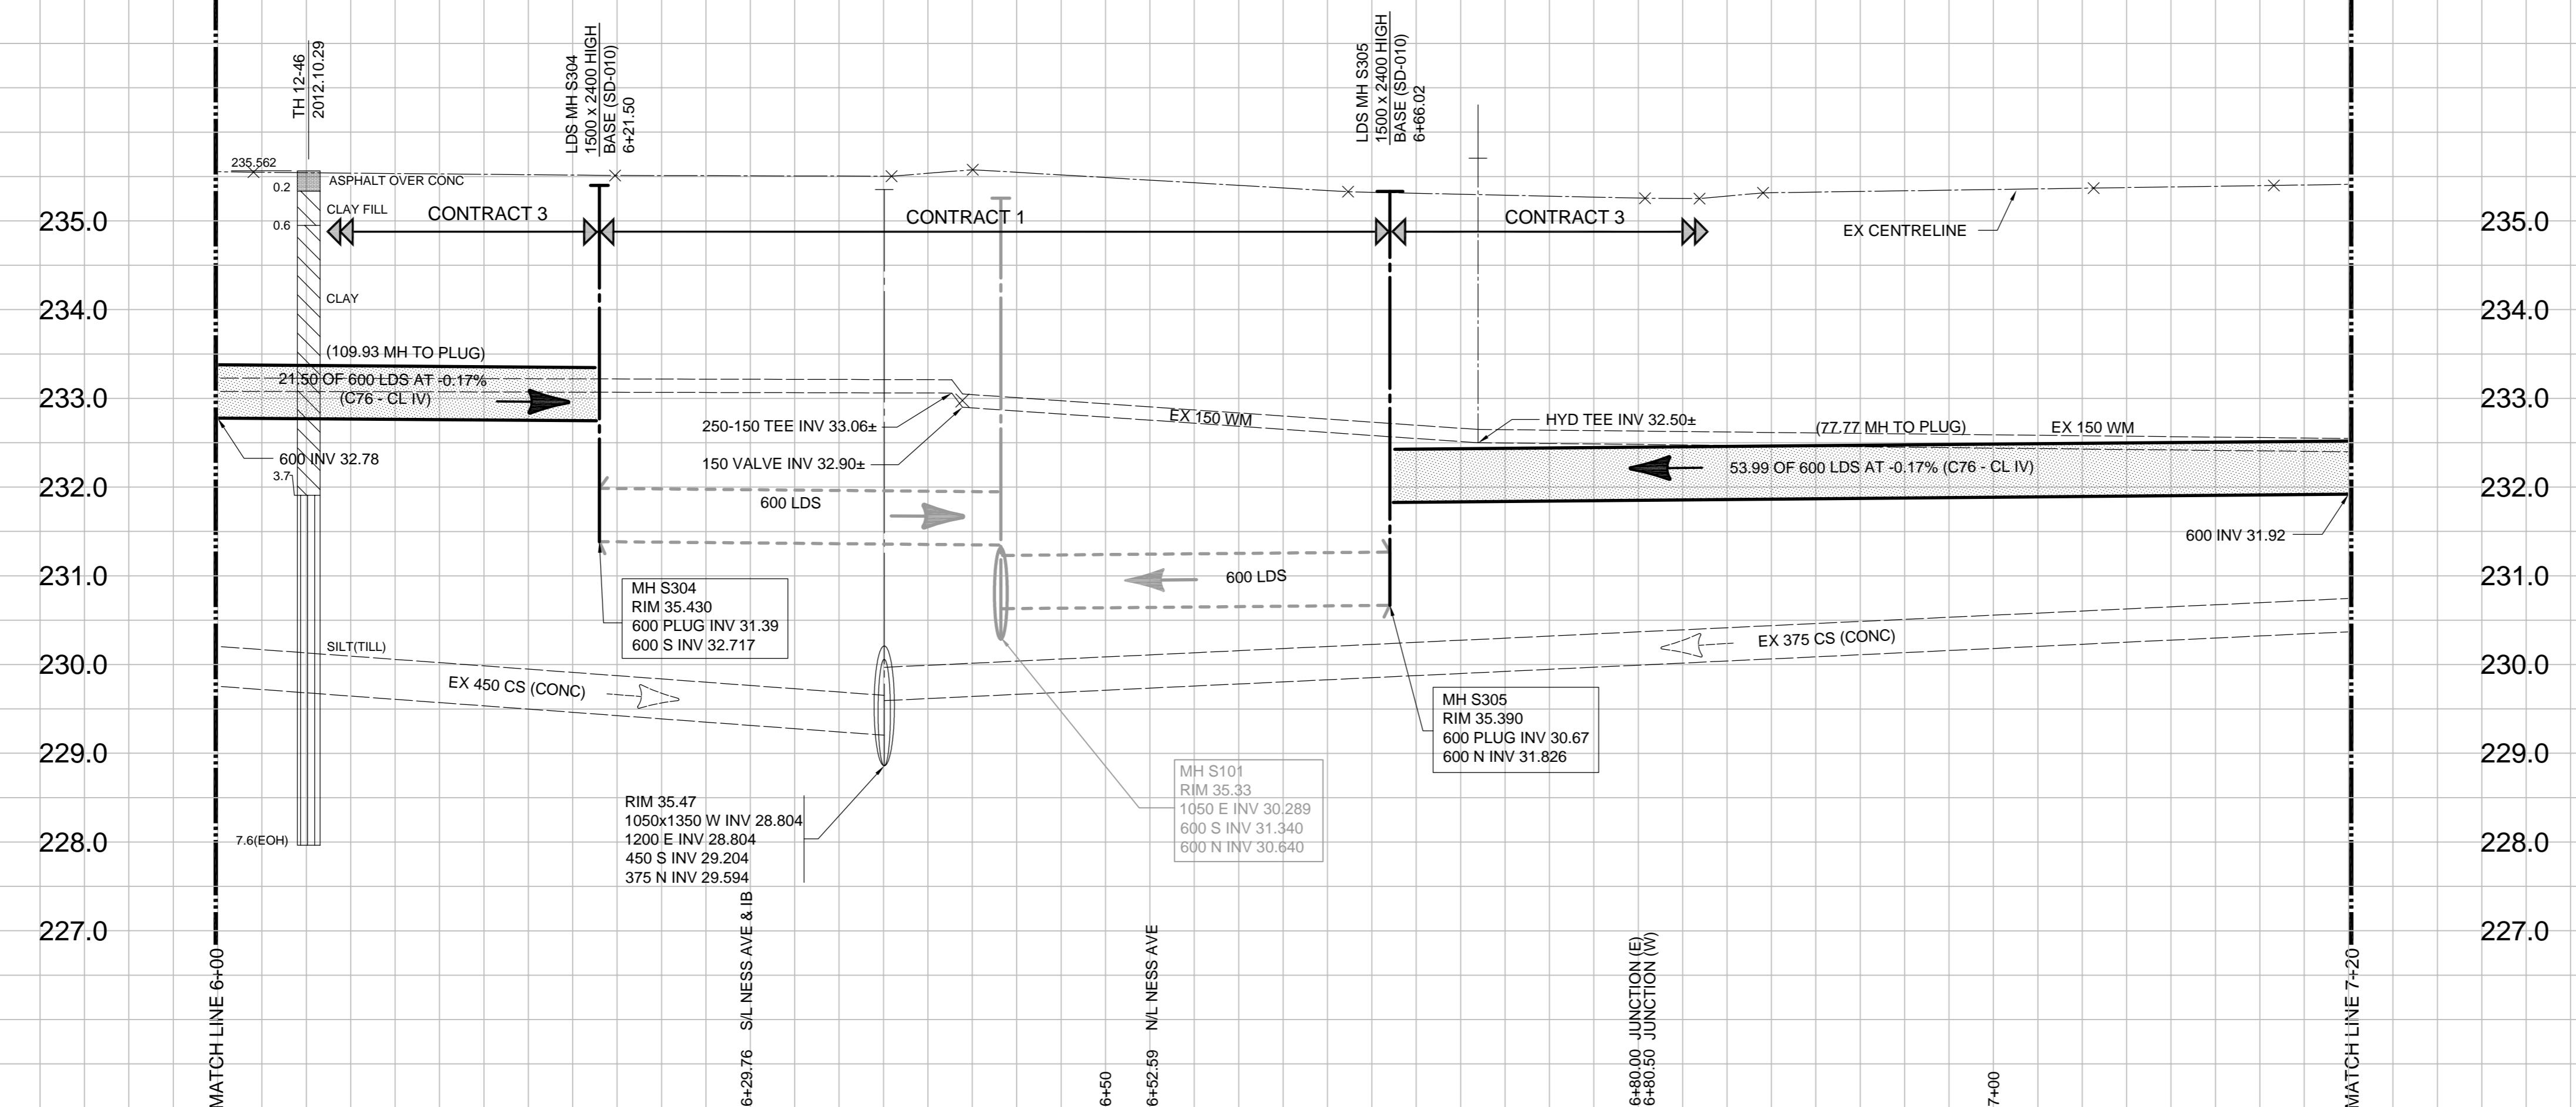 TH 12-46
2012.10.29
LDS MH S304
1500 x 2400 HIGH
BASE (SD-010)
6+21.50
LDS MH S305
1500 x 2400 HIGH
BASE (SD-010)
6+66.02
235.562
0.2
ASPHALT OVER CONC
CLAY FILL
0.6
CONTRACT 3
CONTRACT 1
CONTRACT 3
EX CENTRELINE
235.0
235.0
CLAY
234.0
234.0
(109.93 MH TO PLUG)
21.50 OF 600 LDS AT -0.17%
(C76 - CL IV)
233.0
233.0
250-150 TEE INV 33.06±
EX 150 WM
HYD TEE INV 32.50±
(77.77 MH TO PLUG)
EX 150 WM
600 INV 32.78
150 VALVE INV 32.90±
53.99 OF 600 LDS AT -0.17% (C76 - CL IV)
3.7
232.0
232.0
600 LDS
600 INV 31.92
231.0
231.0
600 LDS
MH S304
RIM 35.430
600 PLUG INV 31.39
600 S INV 32.717
SILT(TILL)
EX 375 CS (CONC)
230.0
230.0
EX 450 CS (CONC)
MH S305
RIM 35.390
600 PLUG INV 30.67
600 N INV 31.826
229.0
229.0
MH S101
RIM 35.33
1050 E INV 30.289
600 S INV 31.340
600 N INV 30.640
RIM 35.47
1050x1350 W INV 28.804
1200 E INV 28.804
450 S INV 29.204
375 N INV 29.594
7.6(EOH)
228.0
228.0
227.0
227.0
MATCH LINE 6+00
6+29.76 S/L NESS AVE & IB
6+50
6+52.59 N/L NESS AVE
6+80.00 JUNCTION (E)
6+80.50 JUNCTION (W)
7+00
MATCH LINE 7+20